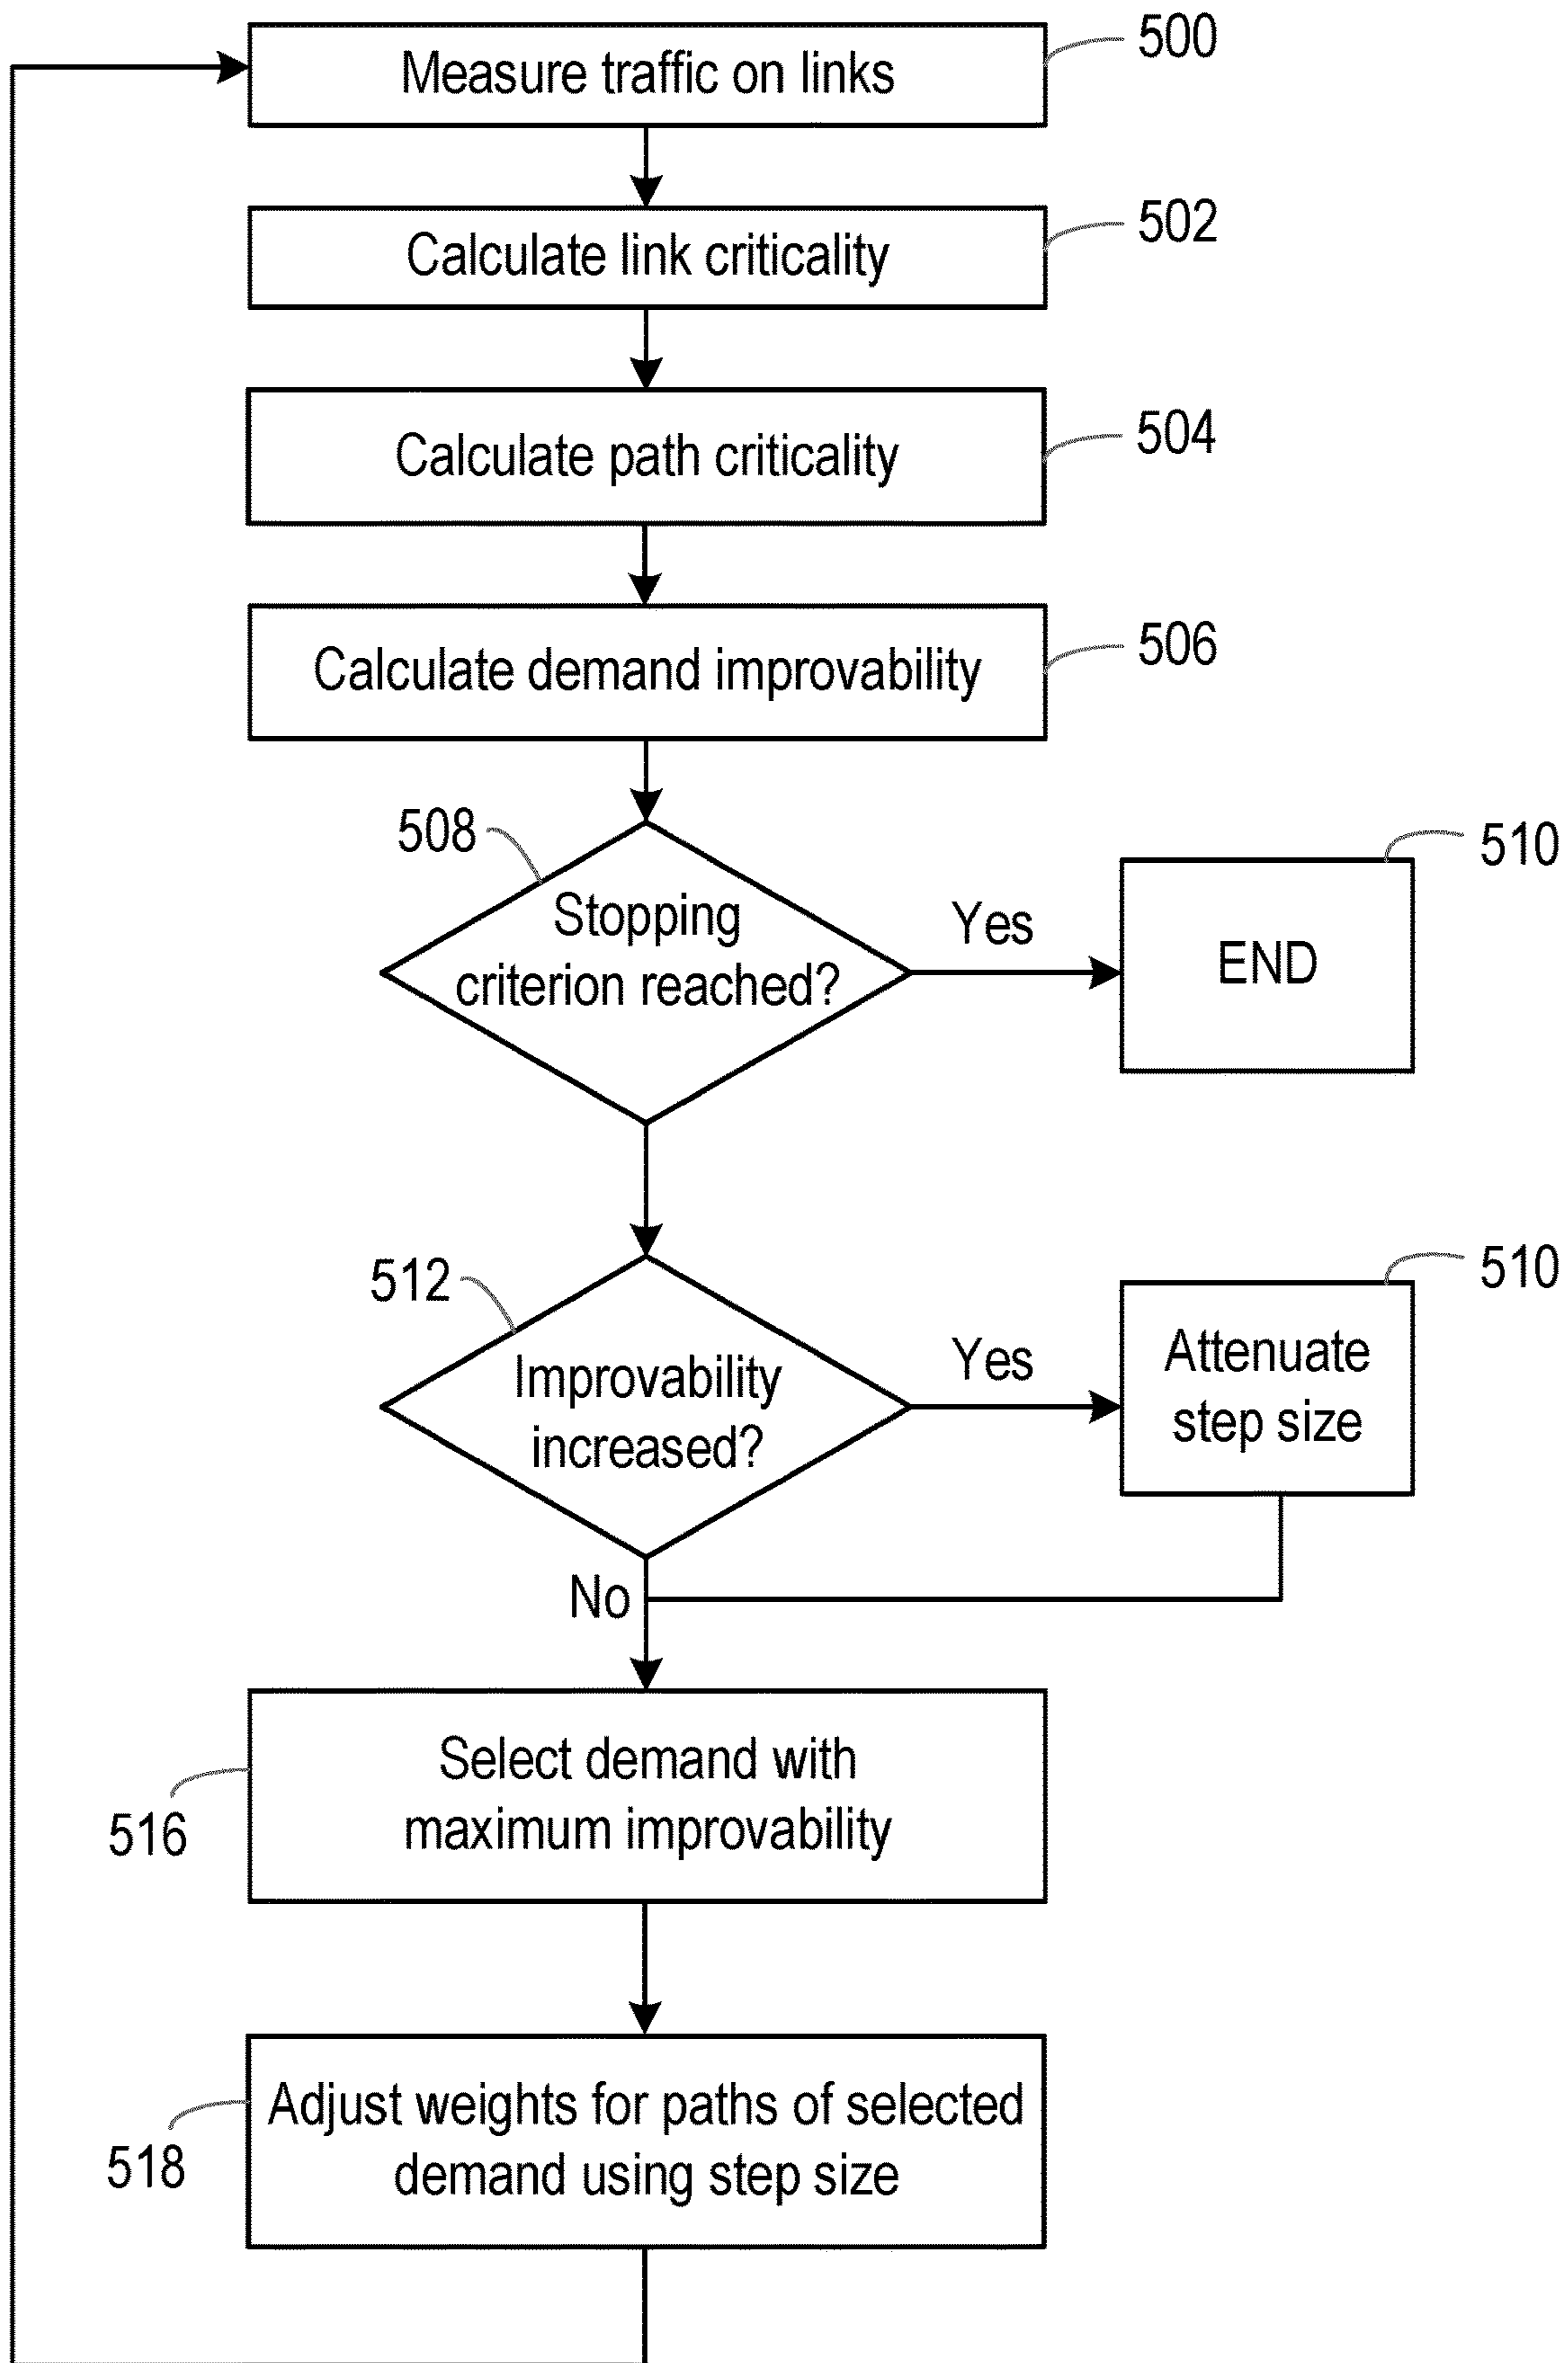 Measure traffic on links
500
Calculate link criticality
502
Calculate path criticality
504
Calculate demand improvability
506
508
Stopping
criterion reached?
Yes
END
510
512
Improvability
increased?
Yes
Attenuate
step size
510
No
Select demand with
maximum improvability
516
Adjust weights for paths of selected
demand using step size
518